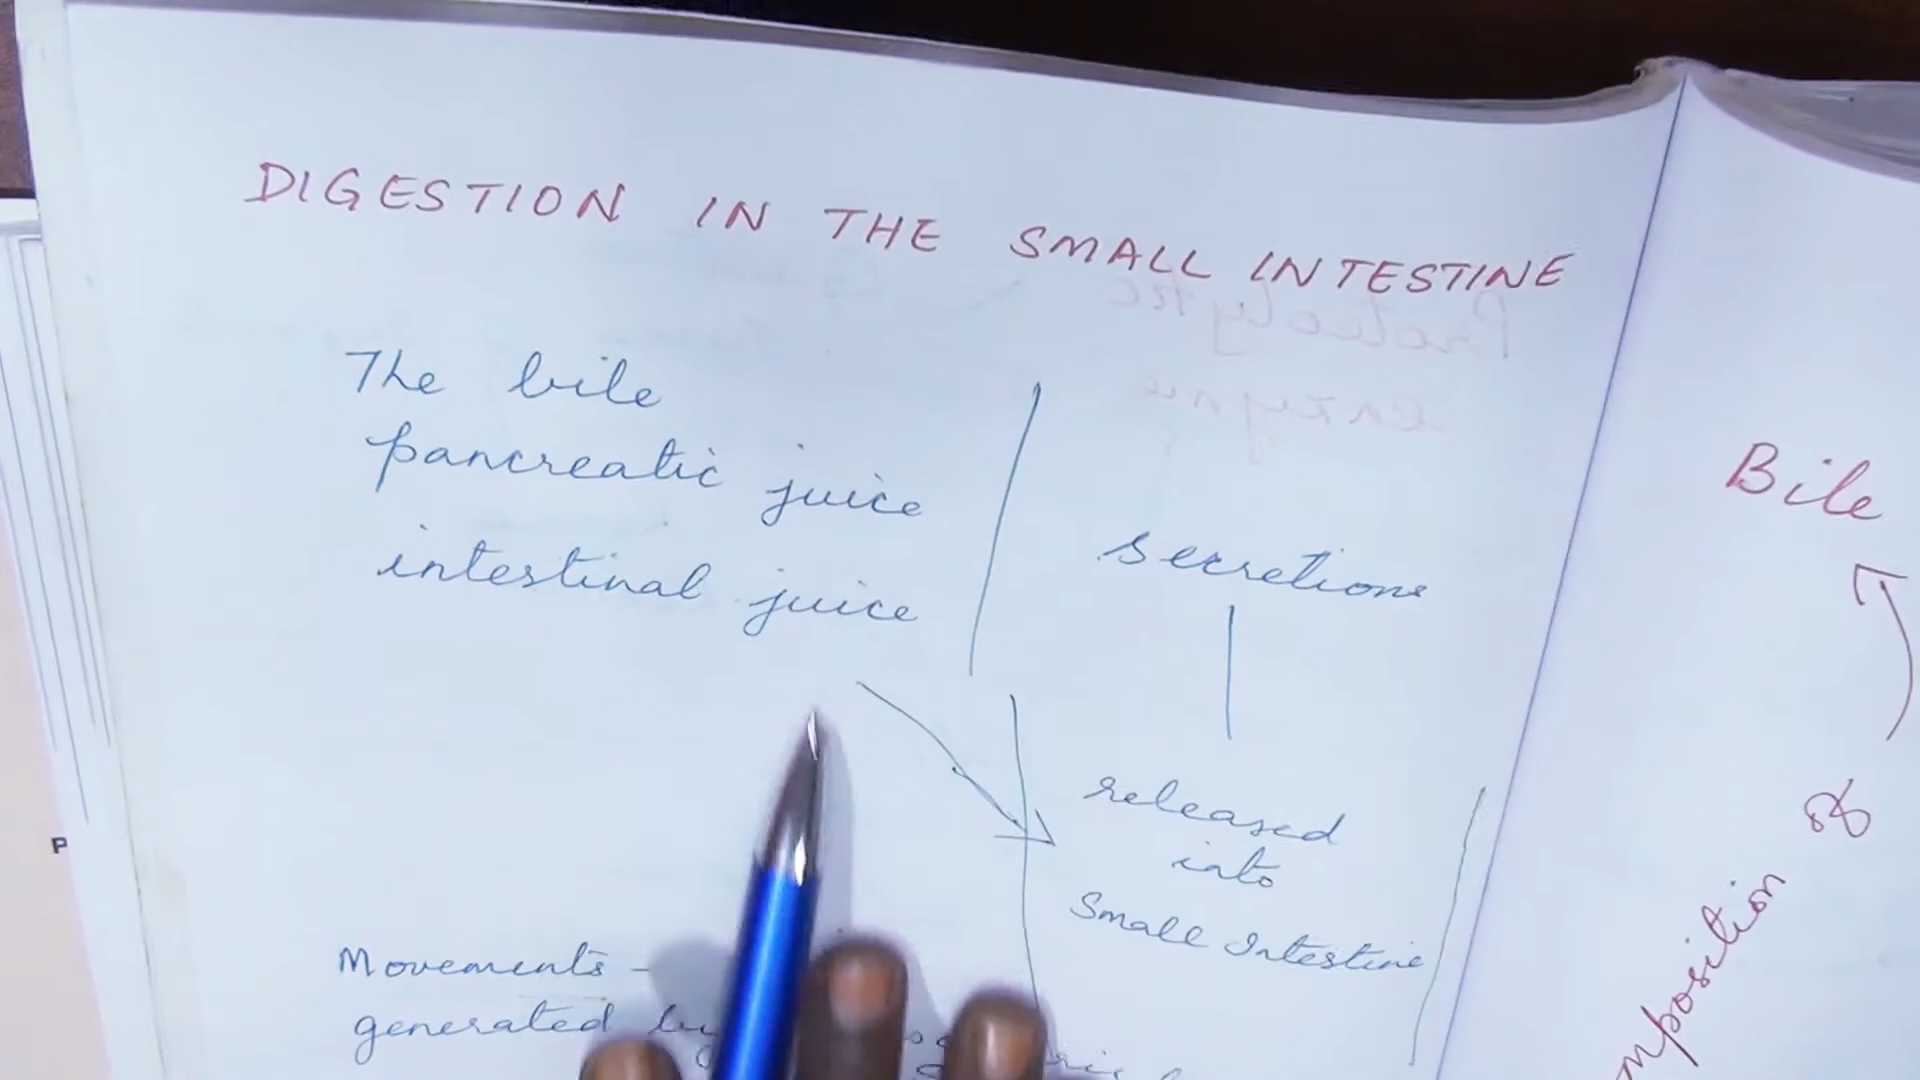 DIGESTION IN THE SMALL INTESTINE
The bile
pancreatic juice
intestinal juice
secretions
released
into
Small Intestine
Movements -
generated by
Bile
of
P